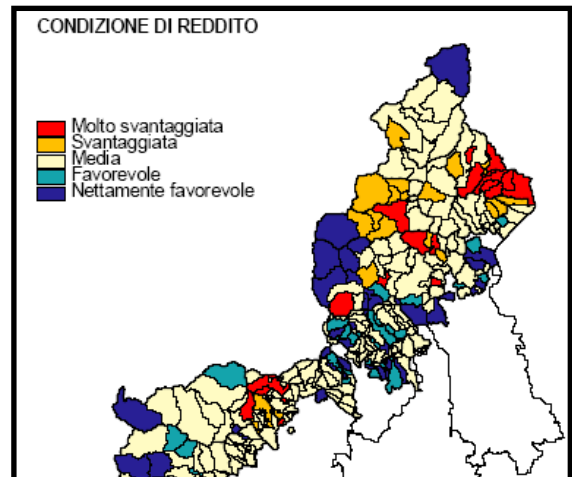 CONDIZIONE DI REDDITO
Molto svantaggiata
Svantaggiata
Media
Favorevole
Nettamente favorevole